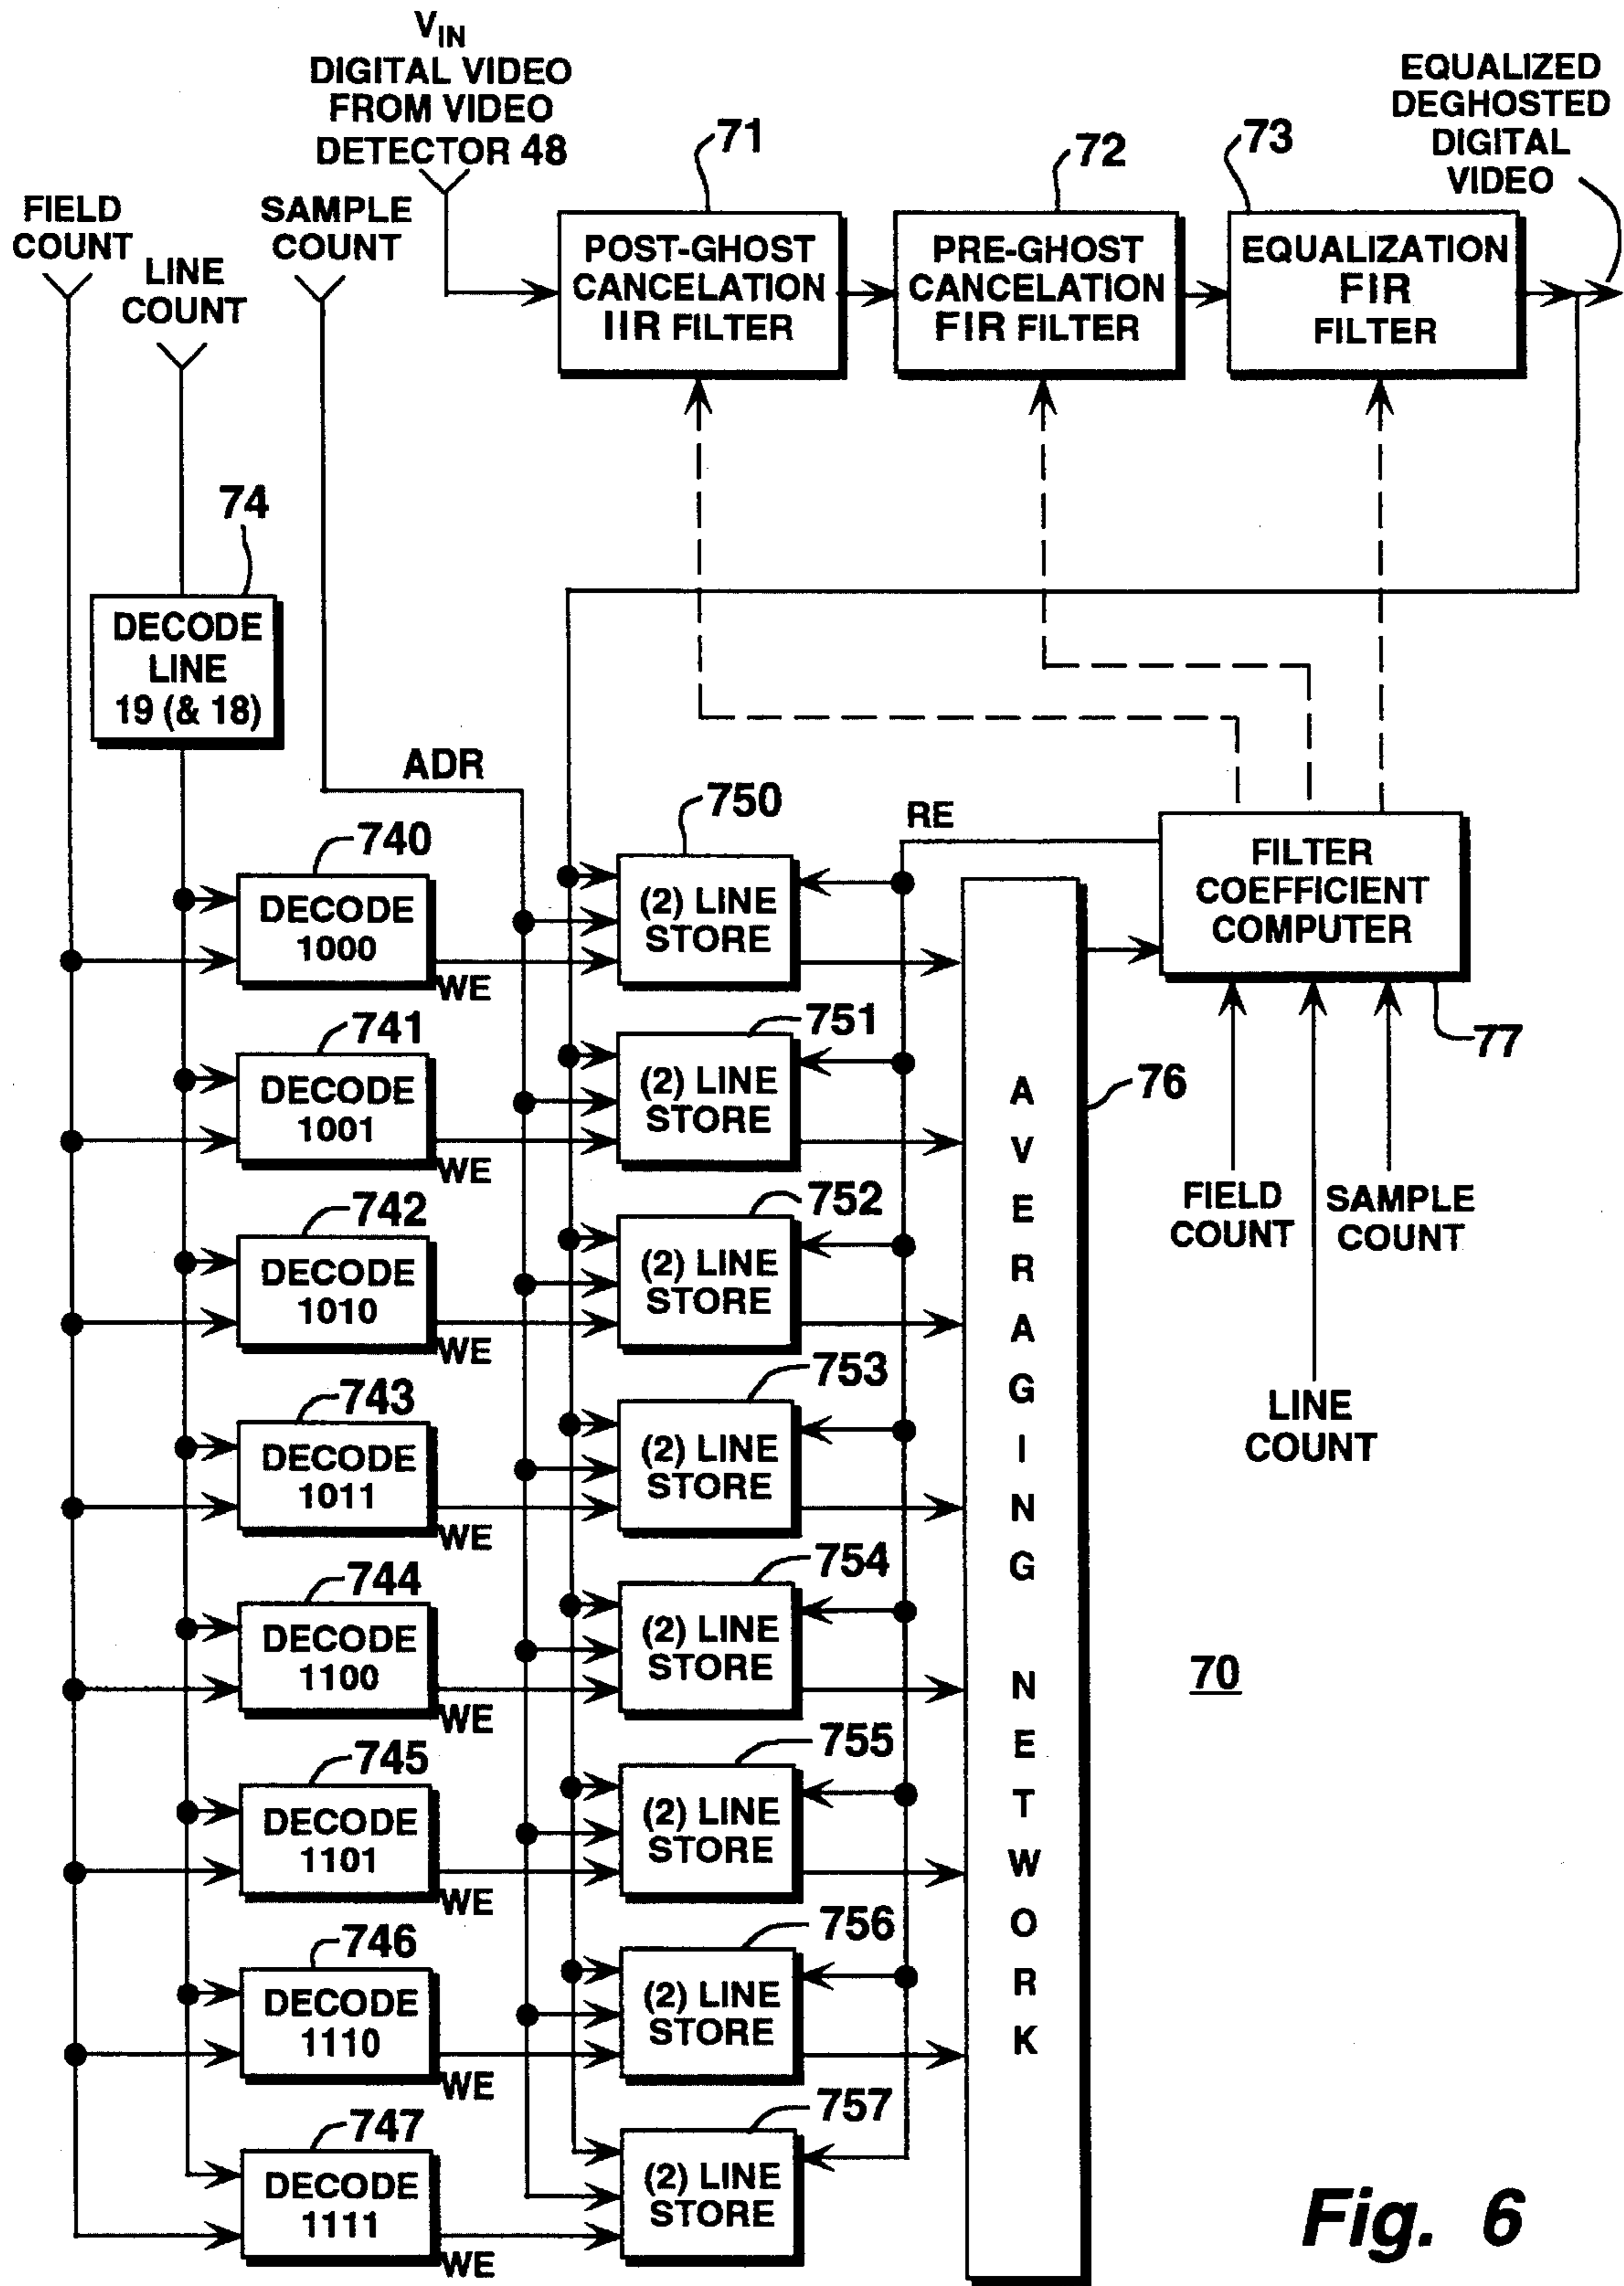 V_IN
DIGITAL VIDEO
FROM VIDEO
DETECTOR 48
EQUALIZED
DEGHOSTED
DIGITAL
VIDEO
71
72
73
FIELD
COUNT
SAMPLE
COUNT
LINE
COUNT
POST-GHOST
CANCELATION
IIR FILTER
PRE-GHOST
CANCELATION
FIR FILTER
EQUALIZATION
FIR
FILTER
74
DECODE
LINE
19 (& 18)
ADR
740
DECODE
1000
WE
750
(2) LINE
STORE
RE
FILTER
COEFFICIENT
COMPUTER
77
FIELD
COUNT
SAMPLE
COUNT
LINE
COUNT
741
DECODE
1001
WE
751
(2) LINE
STORE
76
AVERAGING NETWORK
742
DECODE
1010
WE
752
(2) LINE
STORE
743
DECODE
1011
WE
753
(2) LINE
STORE
744
DECODE
1100
WE
754
(2) LINE
STORE
70
745
DECODE
1101
WE
755
(2) LINE
STORE
746
DECODE
1110
WE
756
(2) LINE
STORE
747
DECODE
1111
WE
757
(2) LINE
STORE
Fig. 6